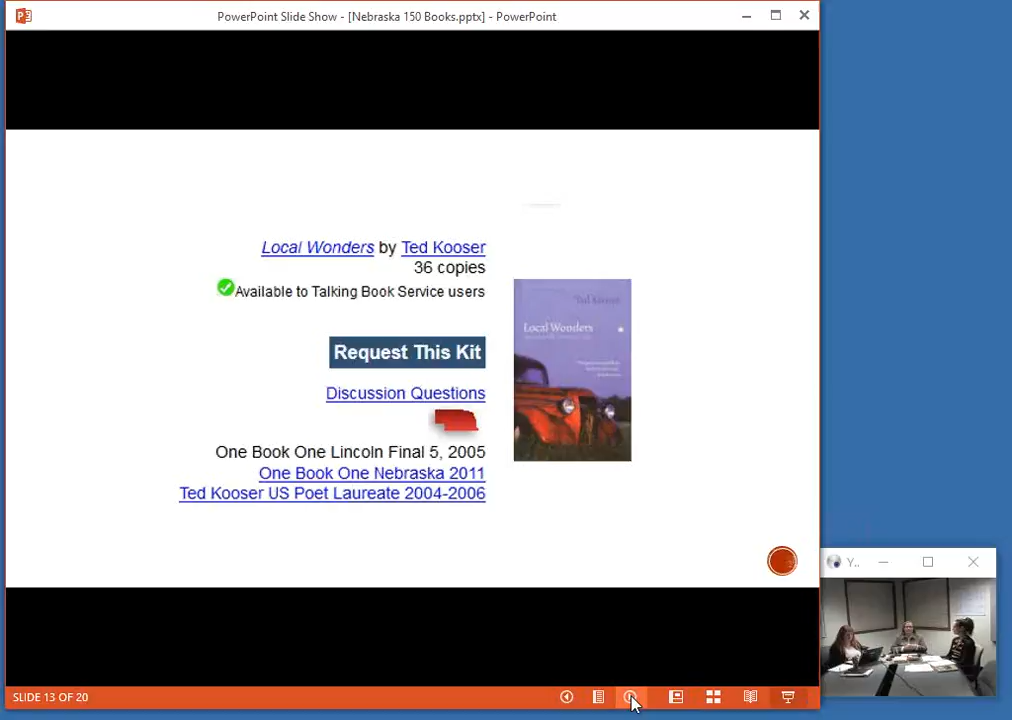 PowerPoint Slide Show - [Nebraska 150 Books.pptx] - PowerPoint
Local Wonders by Ted Kooser
36 copies
Available to Talking Book Service users
Request This Kit
Discussion Questions
One Book One Lincoln Final 5, 2005
One Book One Nebraska 2011
Ted Kooser US Poet Laureate 2004-2006
Ted Kooser
Local Wonders
Y..
SLIDE 13 OF 20